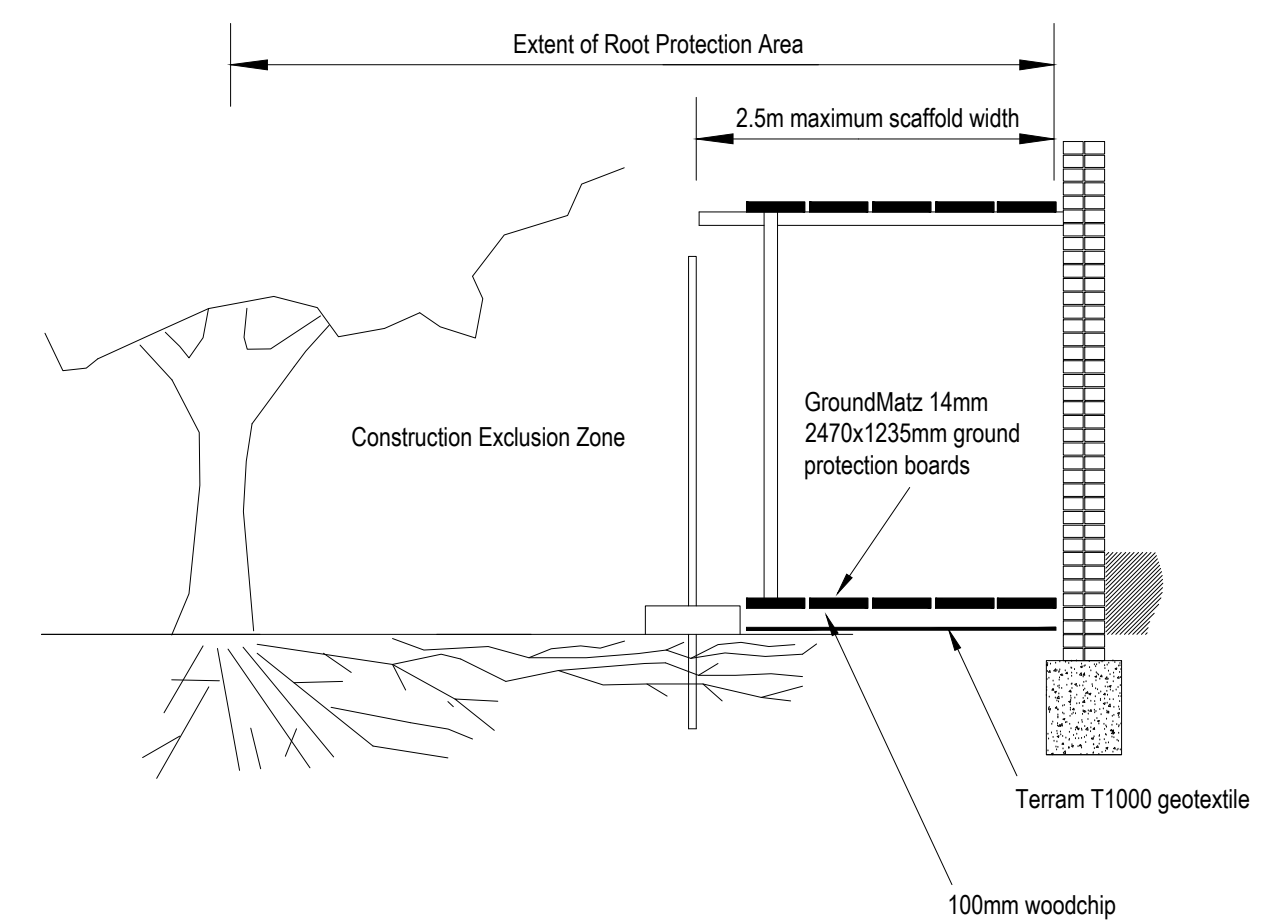 Extent of Root Protection Area
2.5m maximum scaffold width
GroundMatz 14mm
2470x1235mm ground
protection boards
Construction Exclusion Zone
Terram T1000 geotextile
100mm woodchip